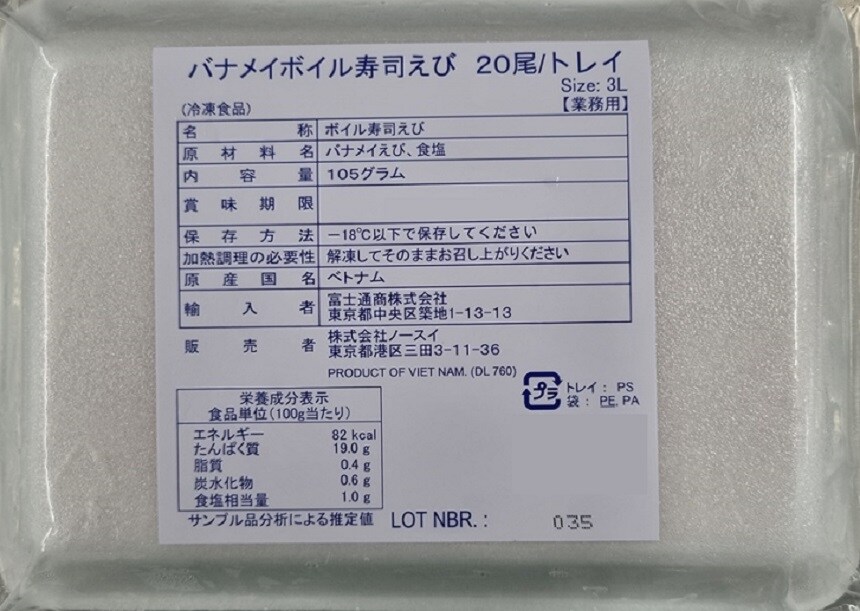 バナメイボイル寿司えび 20尾/トレイ
Size: 3L
(冷凍食品)
【業務用】
名称 ボイル寿司えび
原材料名 バナメイえび、食塩
内容量 105グラム
賞味期限
保存方法 −18℃以下で保存してください
加熱調理の必要性 解凍してそのままお召し上がりください
原産国名 ベトナム
輸入者 富士通商株式会社
東京都中央区築地1-13-13
販売者 株式会社ノースイ
東京都港区三田3-11-36
PRODUCT OF VIET NAM. (DL 760)
プラ
トレイ： PS
袋： PE, PA
栄養成分表示
食品単位(100g当たり)
エネルギー 82 kcal
たんぱく質 19.0 g
脂質 0.4 g
炭水化物 0.6 g
食塩相当量 1.0 g
サンプル品分析による推定値
LOT NBR. : 035